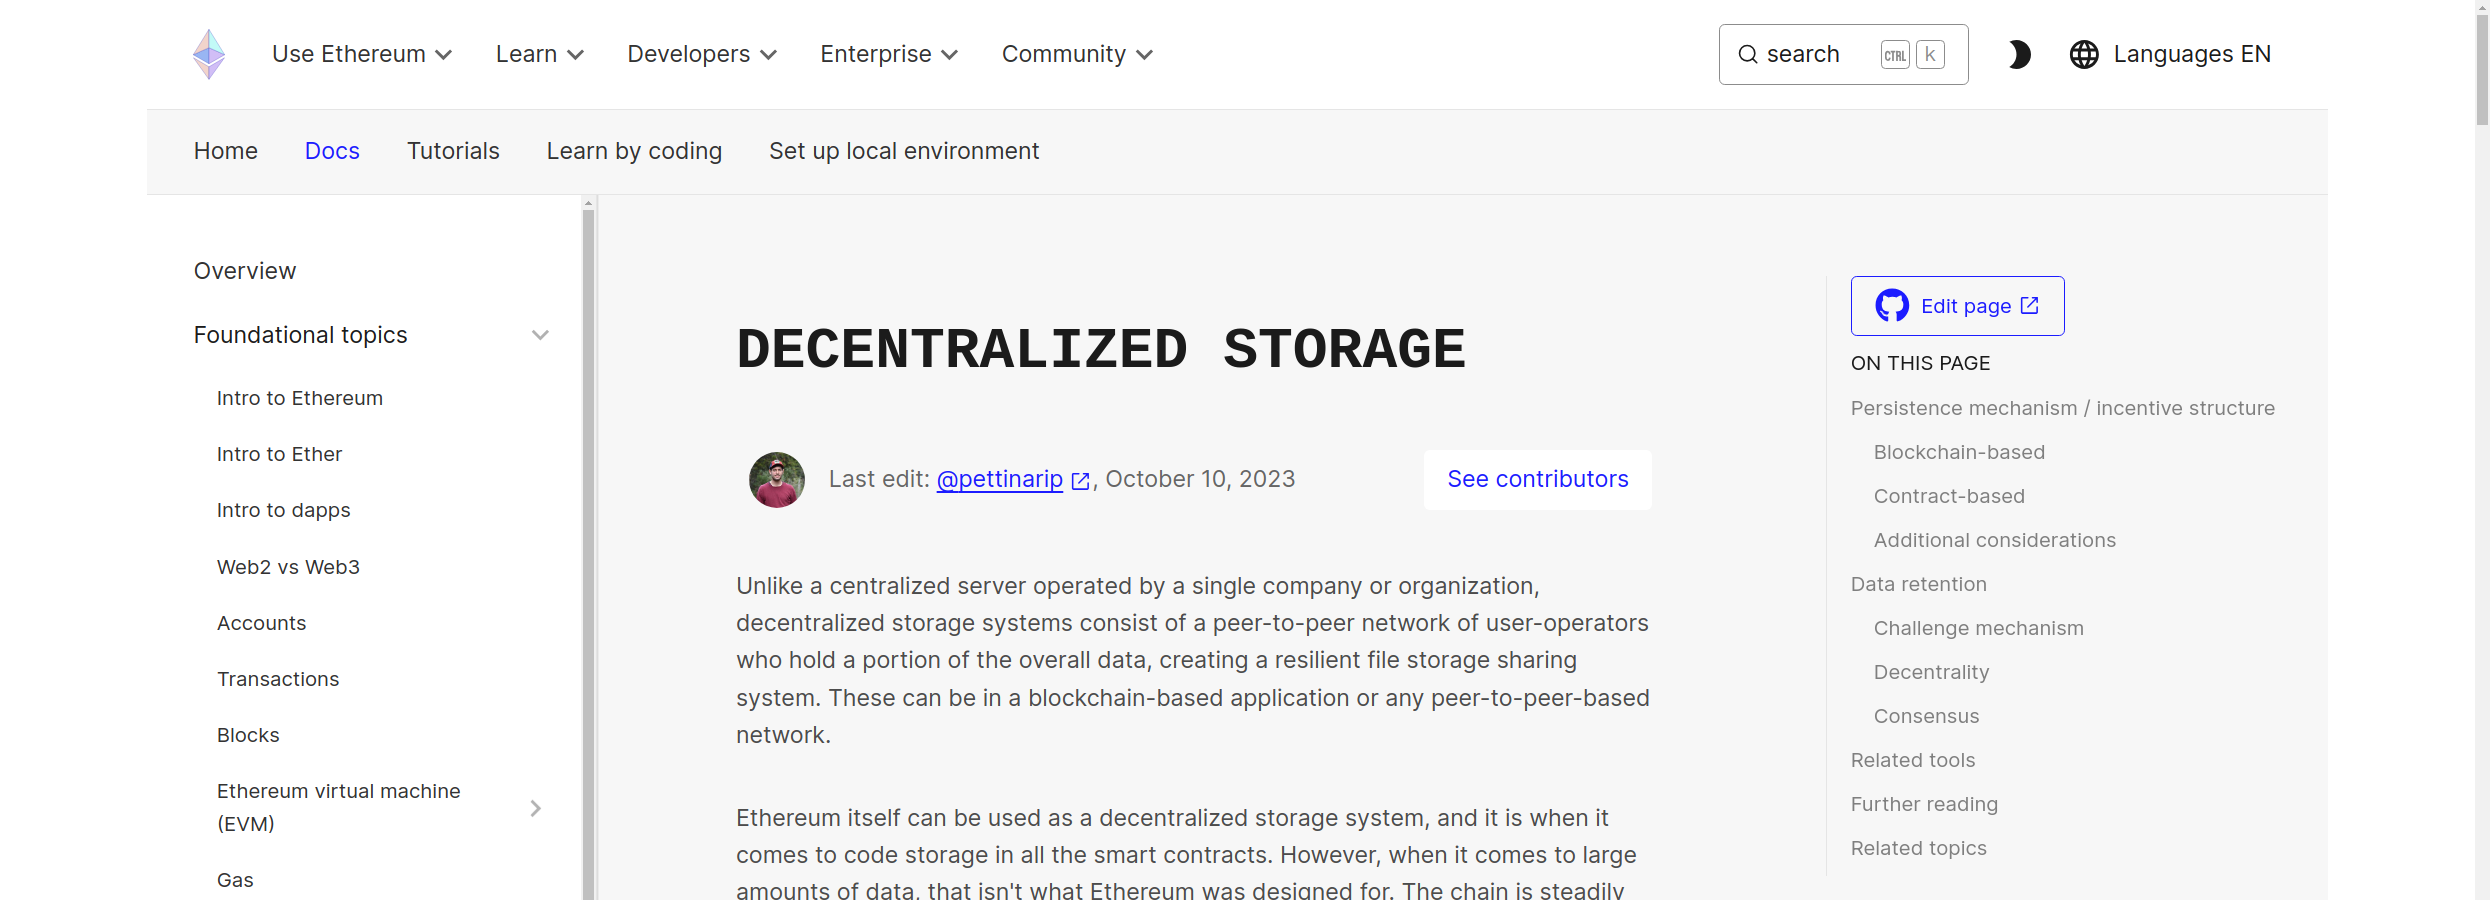 Use Ethereum Learn Developers Enterprise Community search CTRL k Languages EN
Home Docs Tutorials Learn by coding Set up local environment
Overview
Foundational topics
Intro to Ethereum
Intro to Ether
Intro to dapps
Web2 vs Web3
Accounts
Transactions
Blocks
Ethereum virtual machine
(EVM)
Gas
DECENTRALIZED STORAGE
Last edit: @pettinarip, October 10, 2023 See contributors
Unlike a centralized server operated by a single company or organization,
decentralized storage systems consist of a peer-to-peer network of user-operators
who hold a portion of the overall data, creating a resilient file storage sharing
system. These can be in a blockchain-based application or any peer-to-peer-based
network.
Ethereum itself can be used as a decentralized storage system, and it is when it
comes to code storage in all the smart contracts. However, when it comes to large
amounts of data, that isn't what Ethereum was designed for. The chain is steadily
Edit page
ON THIS PAGE
Persistence mechanism / incentive structure
Blockchain-based
Contract-based
Additional considerations
Data retention
Challenge mechanism
Decentrality
Consensus
Related tools
Further reading
Related topics